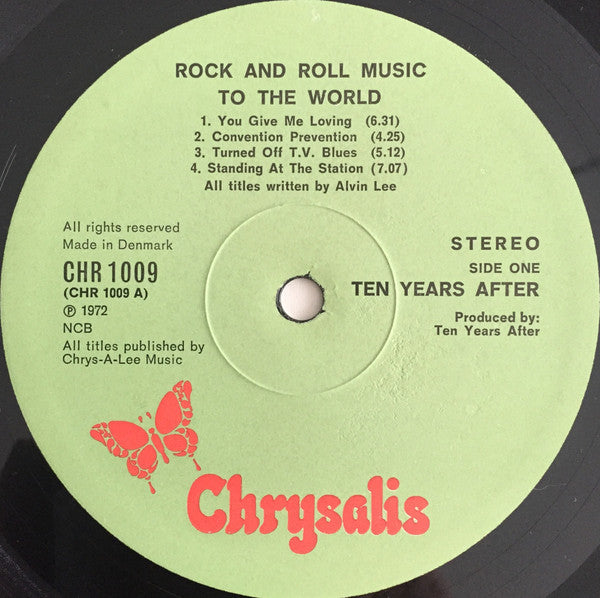 ROCK AND ROLL MUSIC
TO THE WORLD
1. You Give Me Loving (6.31)
2. Convention Prevention (4.25)
3. Turned Off T.V. Blues (5.12)
4. Standing At The Station (7.07)
All titles written by Alvin Lee
All rights reserved
Made in Denmark
CHR 1009
(CHR 1009 A)
℗ 1972
NCB
All titles published by
Chrys-A-Lee Music
STEREO
SIDE ONE
TEN YEARS AFTER
Produced by:
Ten Years After
Chrysalis